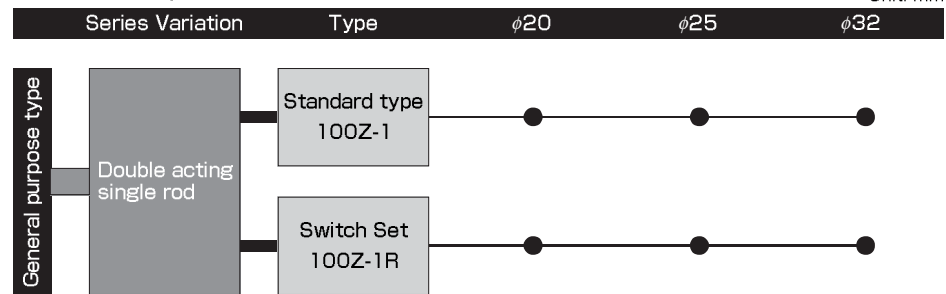 Series Variation Type φ20 φ25 φ32
General purpose type
Double acting
single rod
Standard type
100Z-1
Switch Set
100Z-1R